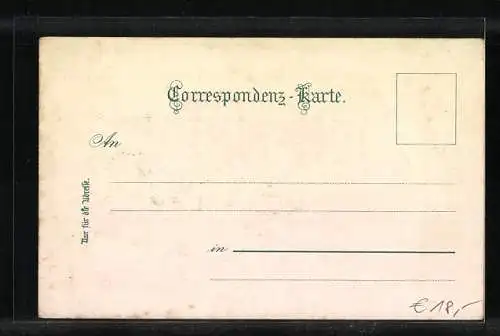 Correspondenz-Karte.
An
Nur für die Adresse.
in
€ 18,-